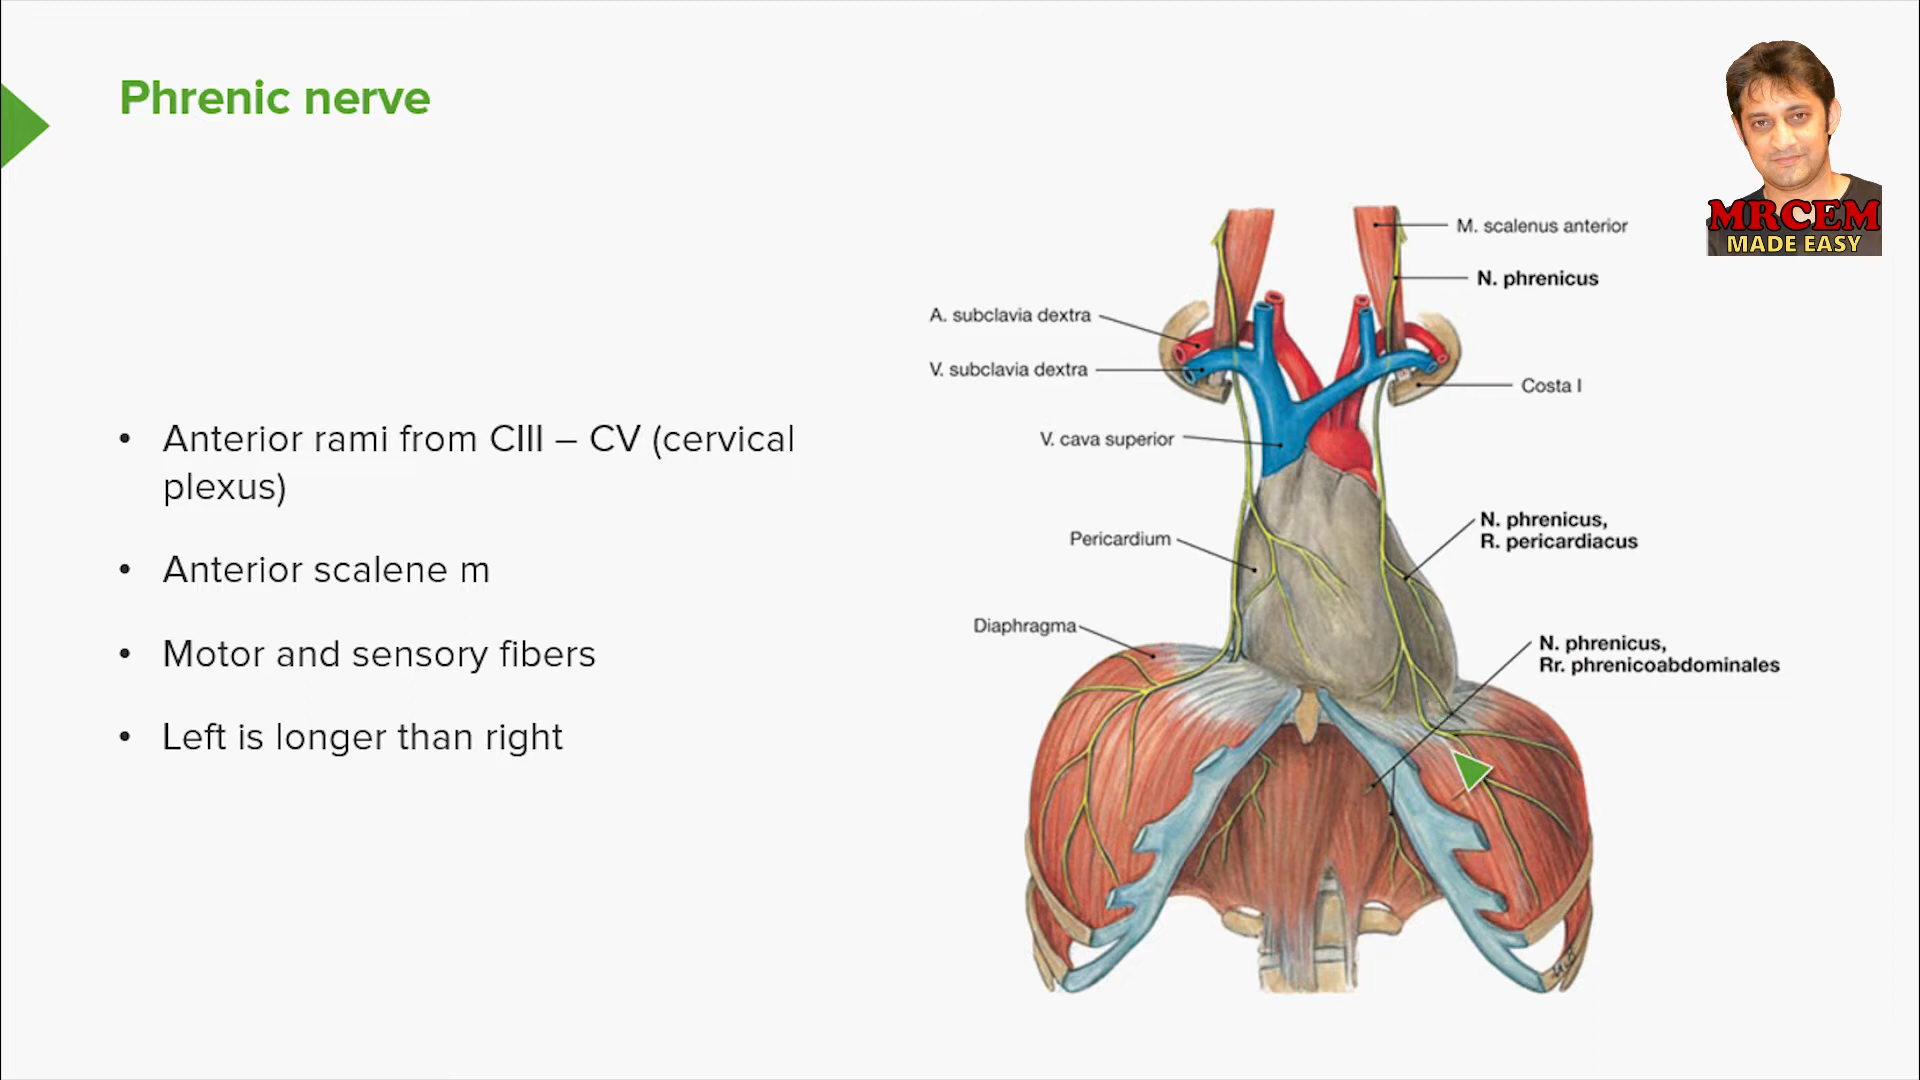 Phrenic nerve
MRCEM
MADE EASY
• Anterior rami from CIII – CV (cervical
plexus)
• Anterior scalene m
• Motor and sensory fibers
• Left is longer than right
M. scalenus anterior
N. phrenicus
A. subclavia dextra
V. subclavia dextra
Costa I
V. cava superior
N. phrenicus,
R. pericardiacus
Pericardium
Diaphragma
N. phrenicus,
Rr. phrenicoabdominales